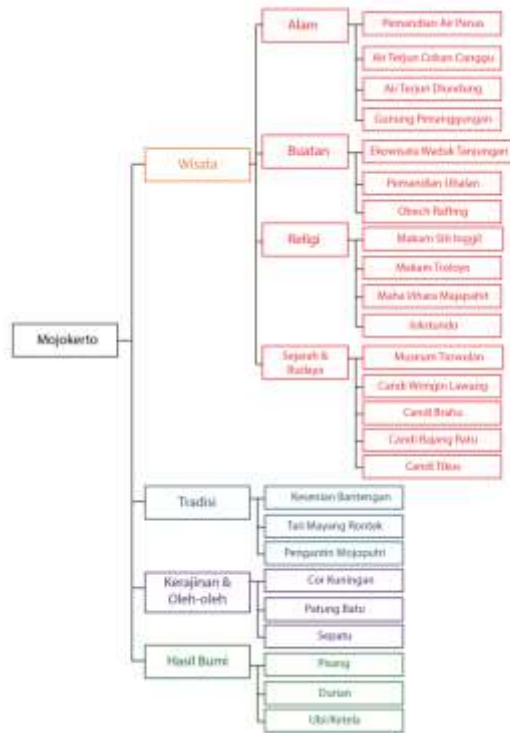 Mojokerto
Wisata
Alam
Pemandian Air Panas
Air Terjun Coban Canggu
Air Terjun Dlundung
Gunung Penanggungan
Buatan
Ekowisata Waduk Tanjungan
Pemandian Ubalan
Obech Rafting
Religi
Makam Siti Inggil
Makam Troloyo
Maha Vihara Majapahit
Jolotundo
Sejarah &
Budaya
Museum Trowulan
Candi Wringin Lawang
Candi Brahu
Candi Bajang Ratu
Candi Tikus
Tradisi
Kesenian Bantengan
Tari Mayang Rontek
Pengantin Mojoputri
Kerajinan &
Oleh-oleh
Cor Kuningan
Patung Batu
Sepatu
Hasil Bumi
Pisang
Durian
Ubi/Ketela